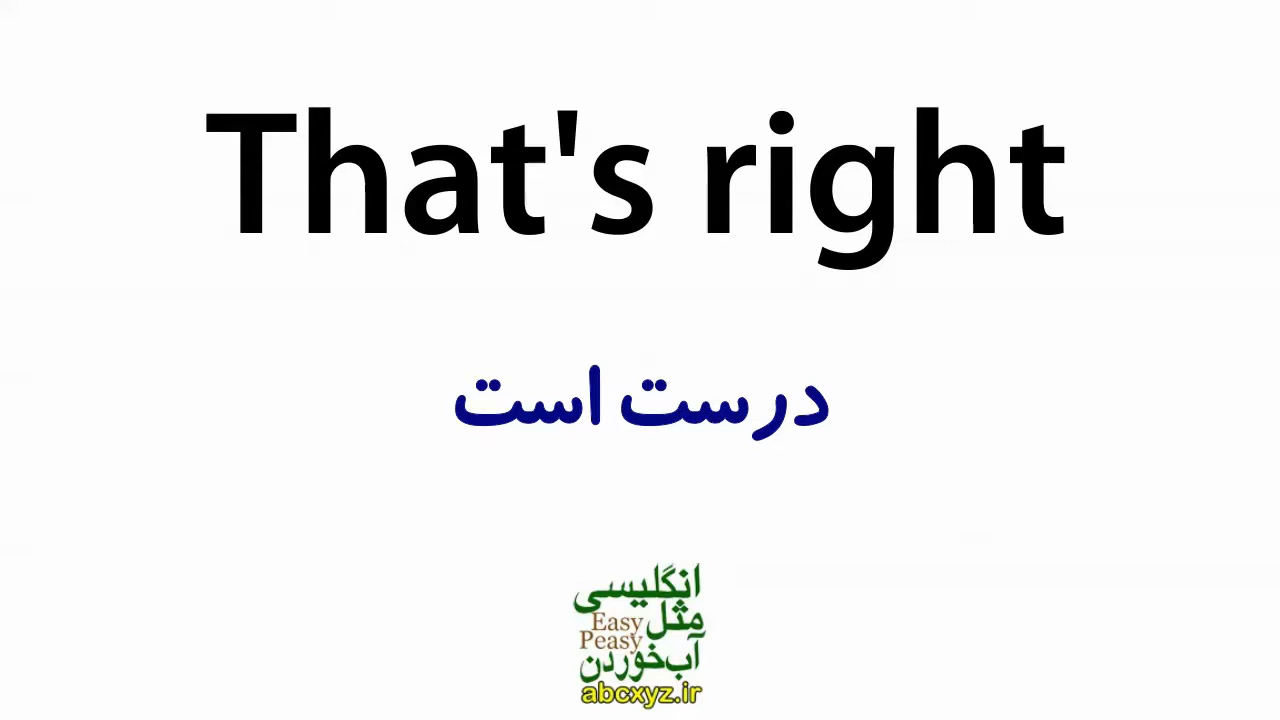 That's right
درست است
انگلیسی
مثل Easy
Peasy
آب‌خوردن
abcxyz.ir